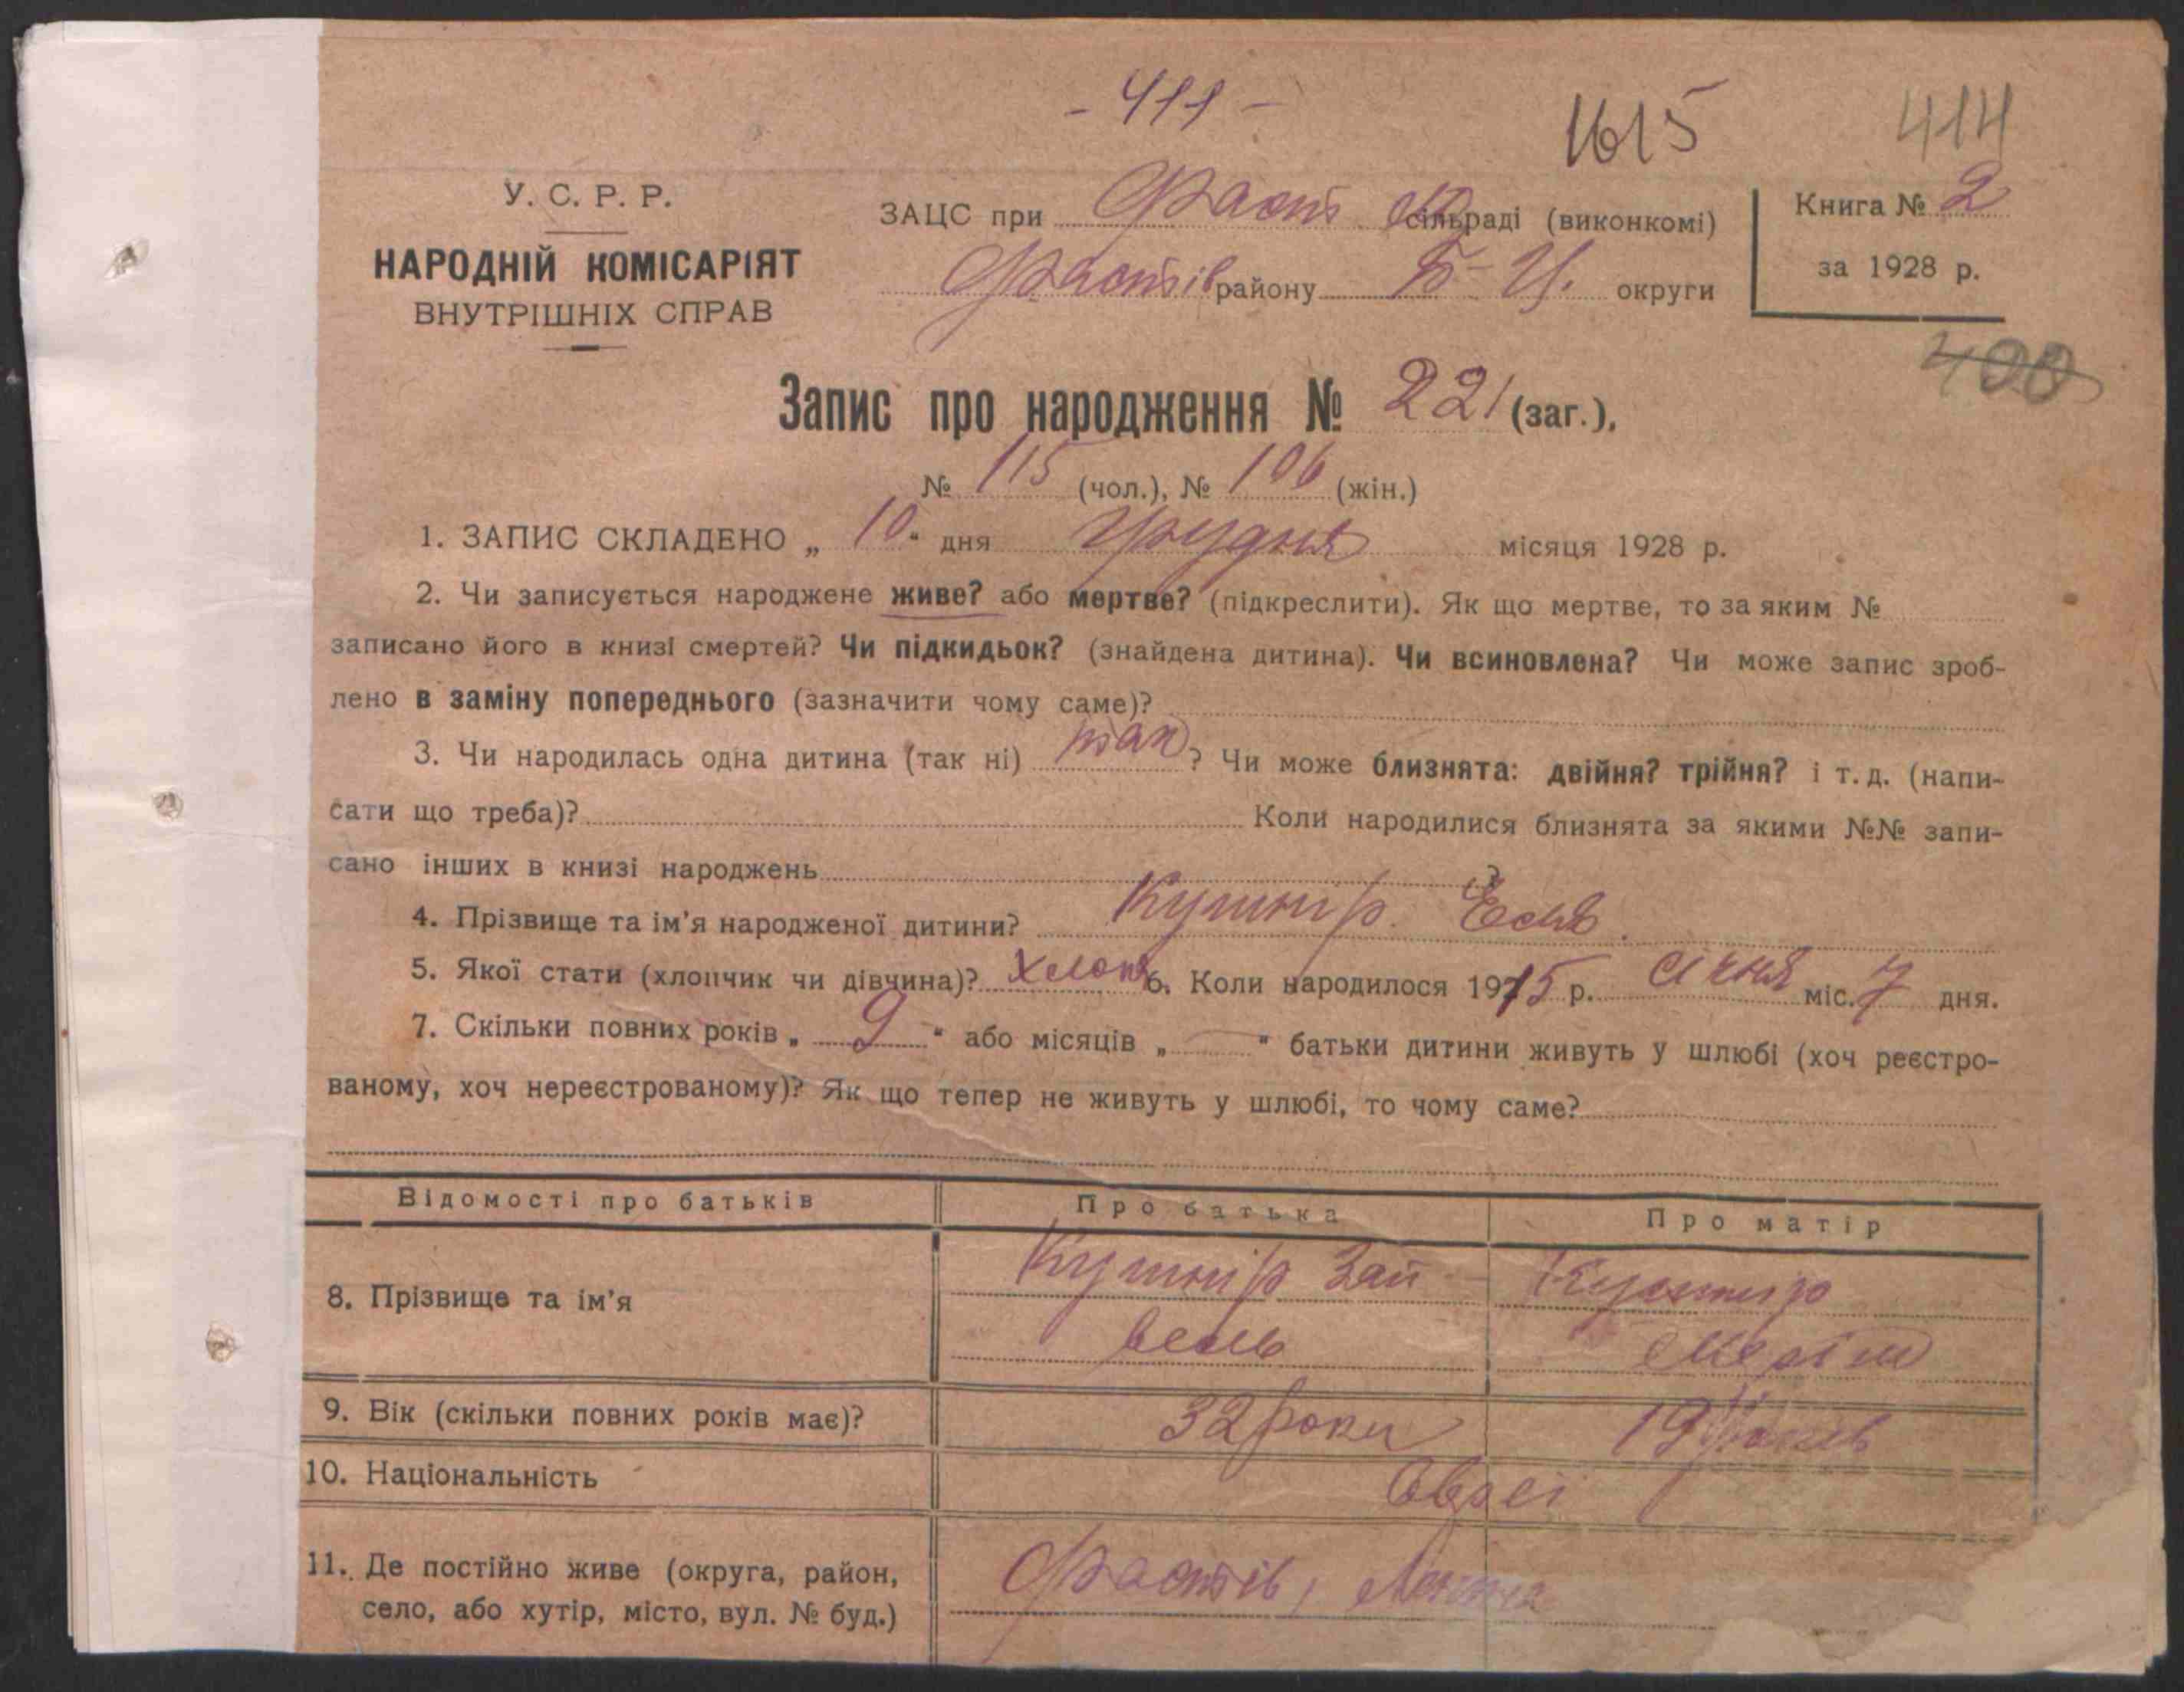 - 411 -
1615
414
У. С. Р. Р.
НАРОДНІЙ КОМІСАРІЯТ
ВНУТРІШНІХ СПРАВ
ЗАЦС при Фаст сільраді (виконкомі)
Фастів району Б-Ц. округи
Книга № 2
за 1928 р.
400
Запис про народження № 221 (заг.),
№ 115 (чол.), № 106 (жін.)
1. ЗАПИС СКЛАДЕНО „ 10 “ дня грудня місяця 1928 р.
2. Чи записується народжене живе? або мертве? (підкреслити). Як що мертве, то за яким №
записано його в книзі смертей? Чи підкидьок? (знайдена дитина). Чи всиновлена? Чи може запис зроб-
лено в заміну попереднього (зазначити чому саме)?
3. Чи народилась одна дитина (так ні) так ? Чи може близнята: двійня? трійня? і т. д. (напи-
сати що треба)? Коли народилися близнята за якими №№ запи-
сано інших в книзі народжень ?
4. Прізвище та ім’я народженої дитини? Кушнір
5. Якої стати (хлопчик чи дівчина)? хлоп 6. Коли народилося 1915 р. січня міс. 7 дня.
7. Скільки повних років „ 9 “ або місяців „ — “ батьки дитини живуть у шлюбі (хоч реєстро-
ваному, хоч нереєстрованому)? Як що тепер не живуть у шлюбі, то чому саме?
Відомості про батьків Про батька Про матір
8. Прізвище та ім’я Кушнір Зай Кушнір
вель
9. Вік (скільки повних років має)? 32 роки
10. Національність Євреї
11. Де постійно живе (округа, район,
село, або хутір, місто, вул. № буд.) Фастів,